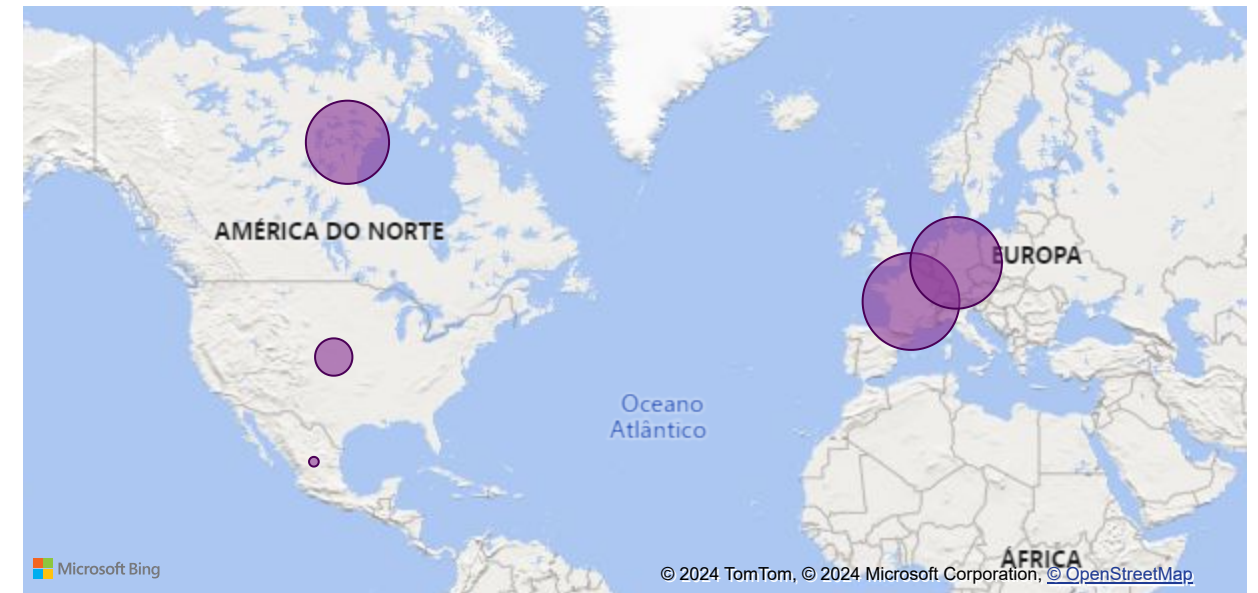 AMÉRICA DO NORTE
EUROPA
Oceano
Atlântico
ÁFRICA
Microsoft Bing
© 2024 TomTom, © 2024 Microsoft Corporation, © OpenStreetMap